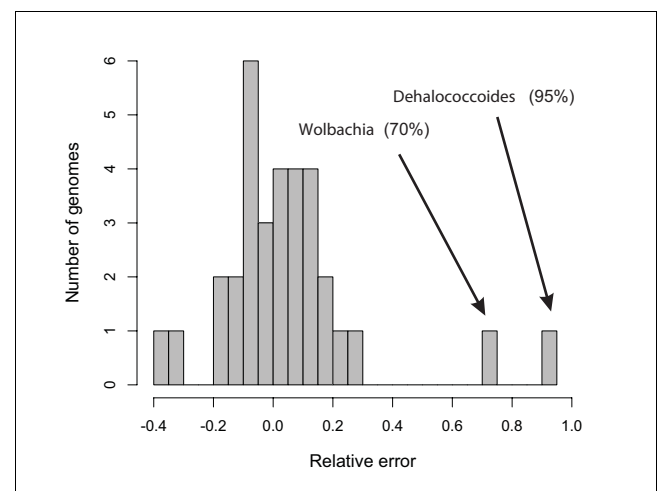 6
5
4
3
2
1
0
Number of genomes
Dehalococcoides (95%)
Wolbachia (70%)
-0.4 -0.2 0.0 0.2 0.4 0.6 0.8 1.0
Relative error